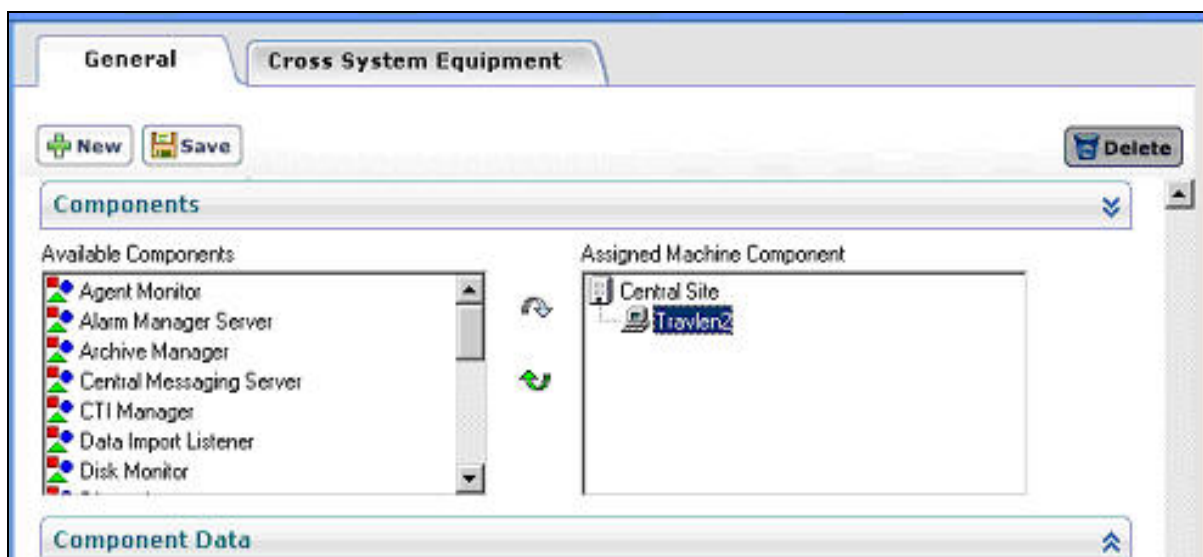 General
Cross System Equipment
New
Save
Delete
Components
Available Components
Assigned Machine Component
Agent Monitor
Alarm Manager Server
Archive Manager
Central Messaging Server
CTI Manager
Data Import Listener
Disk Monitor
Central Site
Travlen2
Component Data